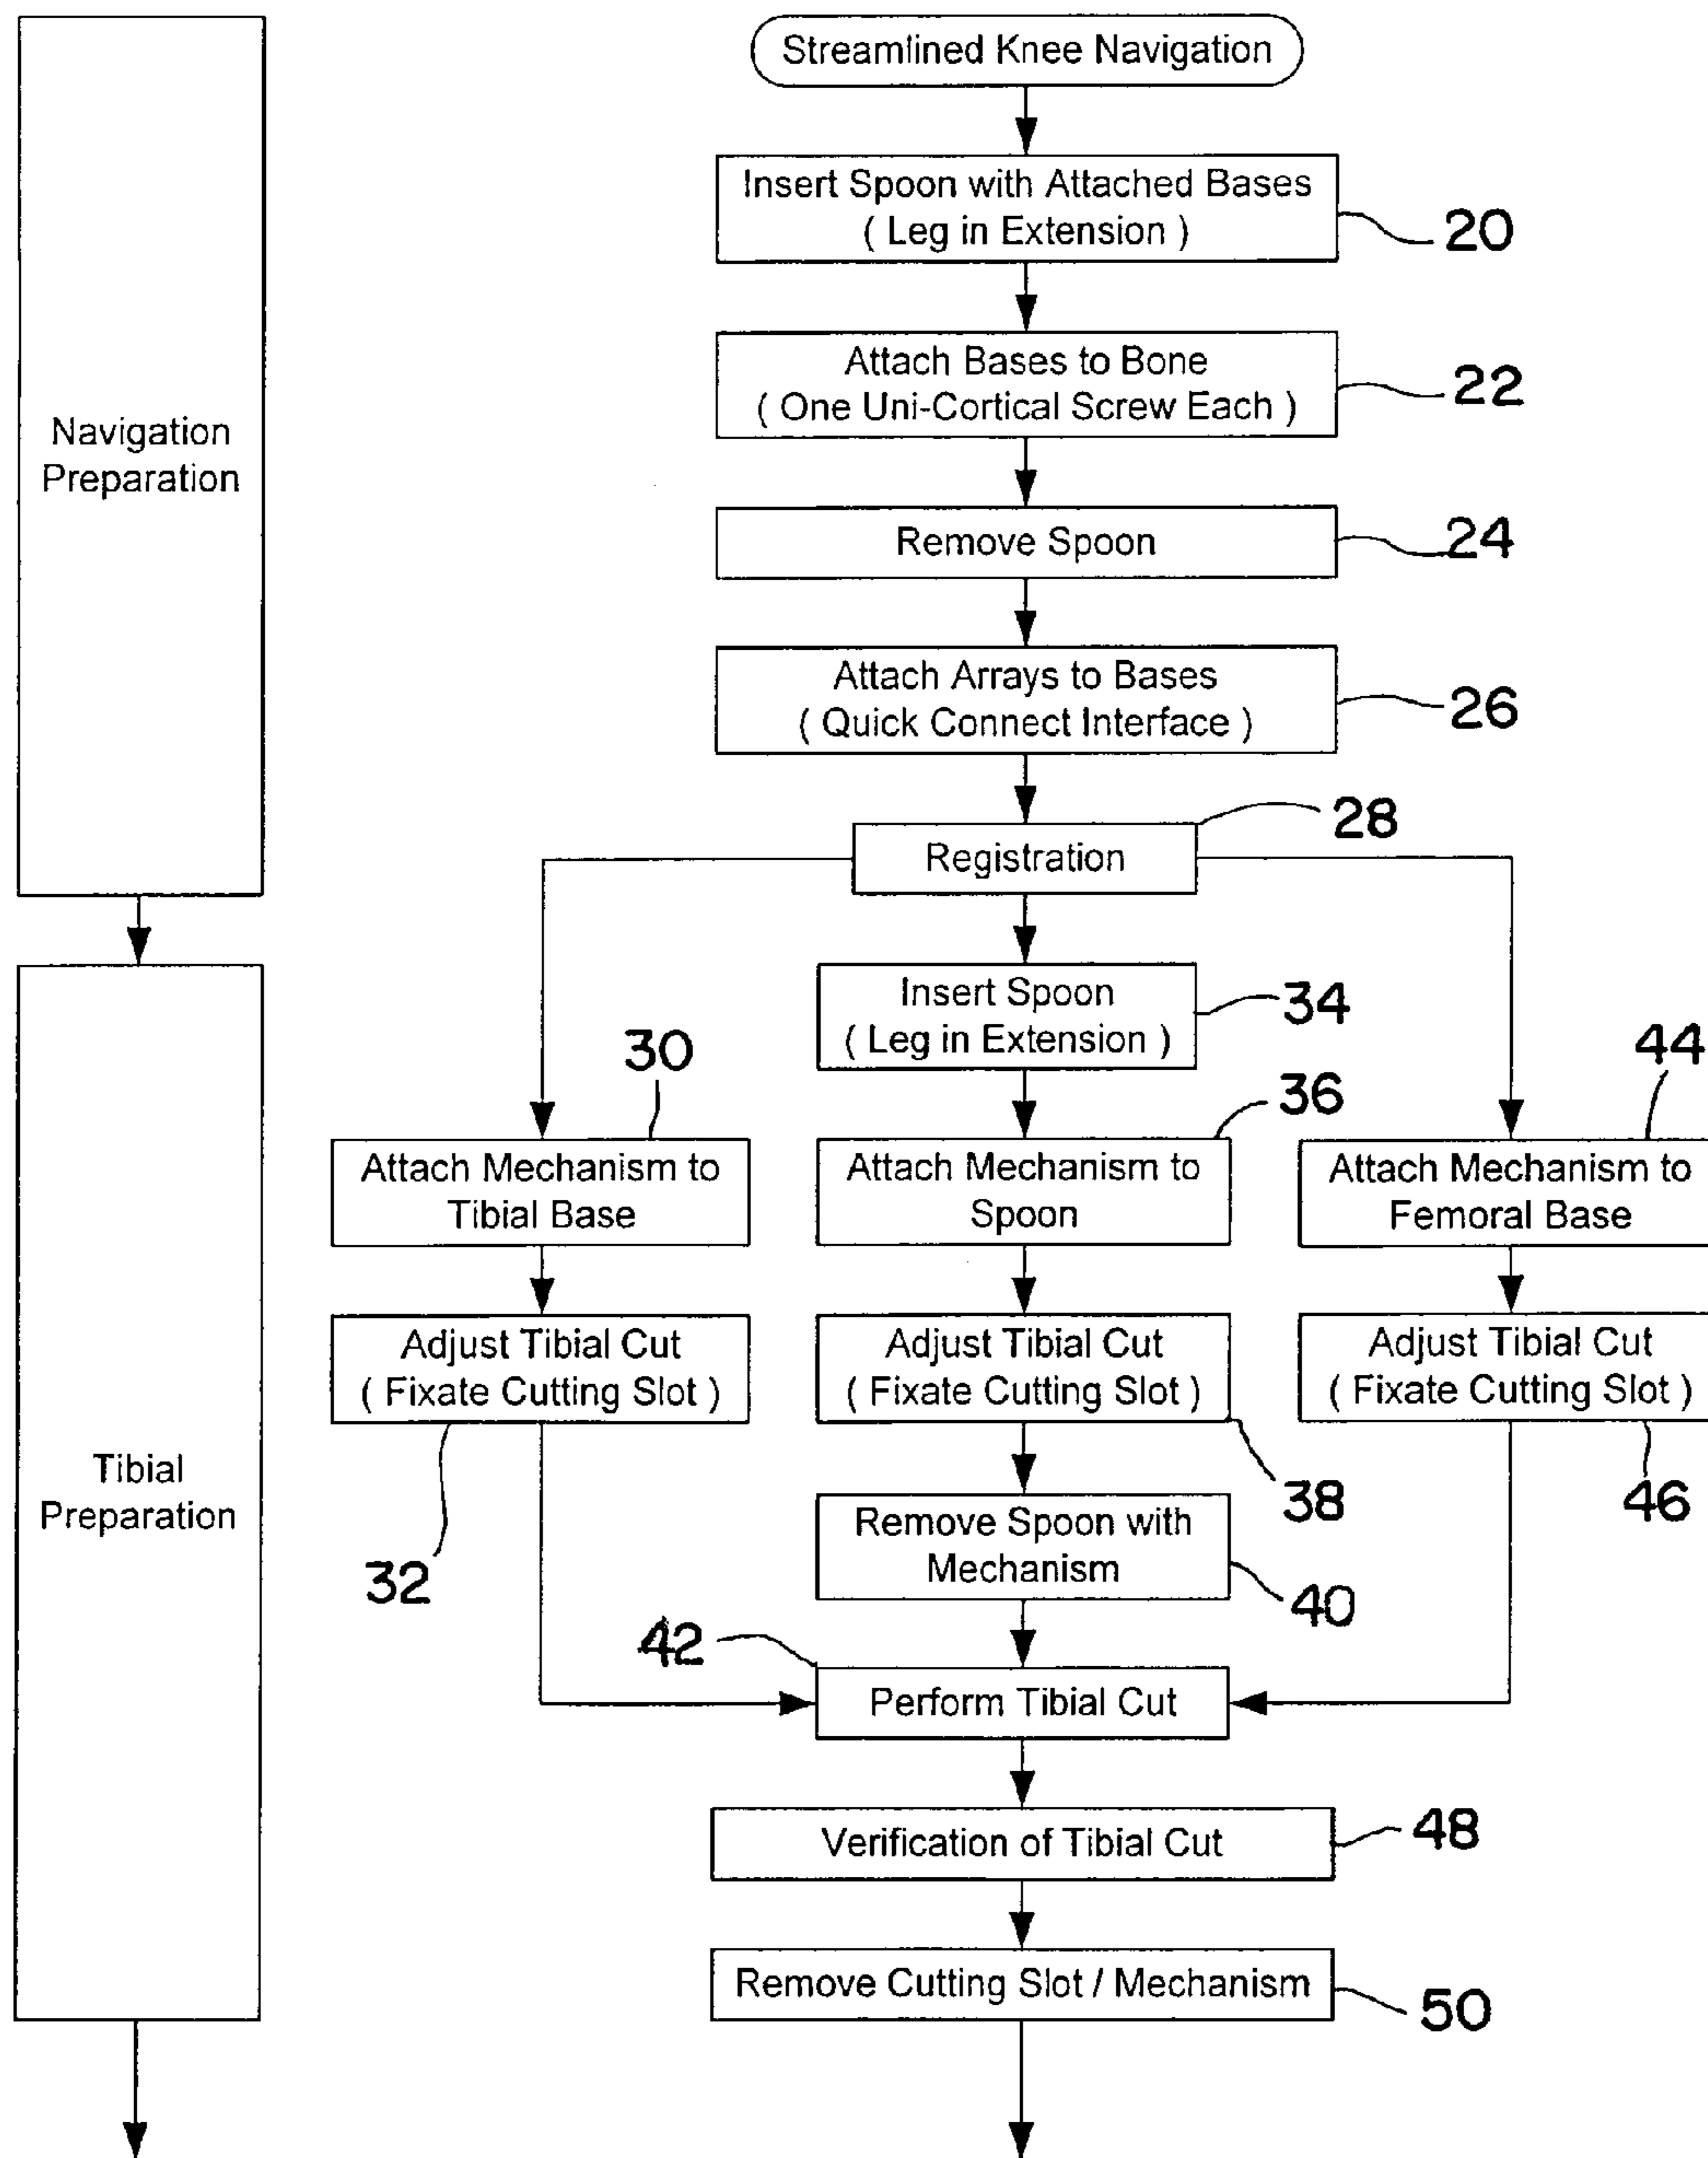 Streamlined Knee Navigation
Insert Spoon with Attached Bases
( Leg in Extension )
20
Attach Bases to Bone
( One Uni-Cortical Screw Each )
22
Navigation
Preparation
Remove Spoon
24
Attach Arrays to Bases
( Quick Connect Interface )
26
Registration
28
Insert Spoon
( Leg in Extension )
34
30
Attach Mechanism to
Tibial Base
36
Attach Mechanism to
Spoon
44
Attach Mechanism to
Femoral Base
Adjust Tibial Cut
( Fixate Cutting Slot )
32
Adjust Tibial Cut
( Fixate Cutting Slot )
38
Adjust Tibial Cut
( Fixate Cutting Slot )
46
Tibial
Preparation
Remove Spoon with
Mechanism
40
42
Perform Tibial Cut
Verification of Tibial Cut
48
Remove Cutting Slot / Mechanism
50